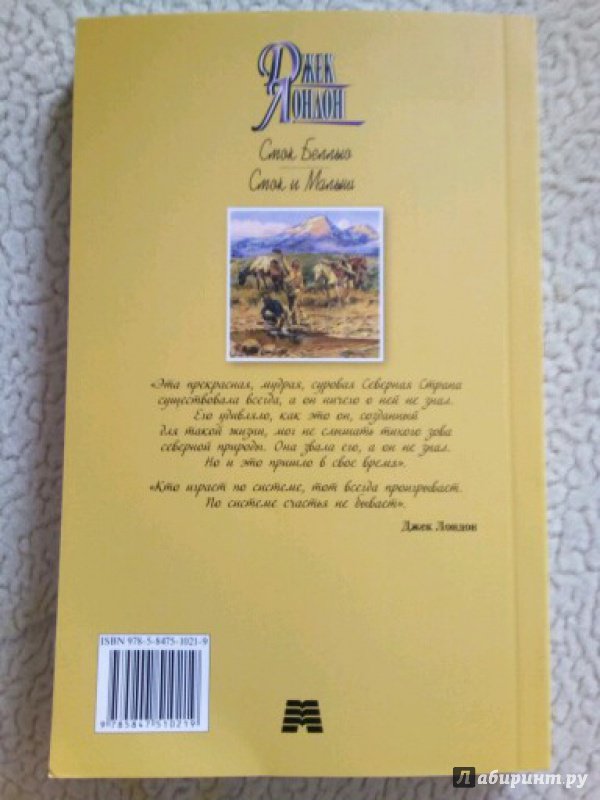 Джек
Лондон
Смок Беллью
Смок и Малыш
«Эта прекрасная, мудрая, суровая Северная Страна
существовала всегда, а он ничего о ней не знал.
Его удивляло, как это он, созданный
для такой жизни, мог не слышать тихого зова
северной природы. Она звала его, а он не знал.
Но и это пришло в свое время».
«Кто играет по системе, тот всегда проигрывает.
По системе счастья не бывает».
Джек Лондон
ISBN 978-5-8475-1021-9
9 785847 510219
Лабиринт.ру